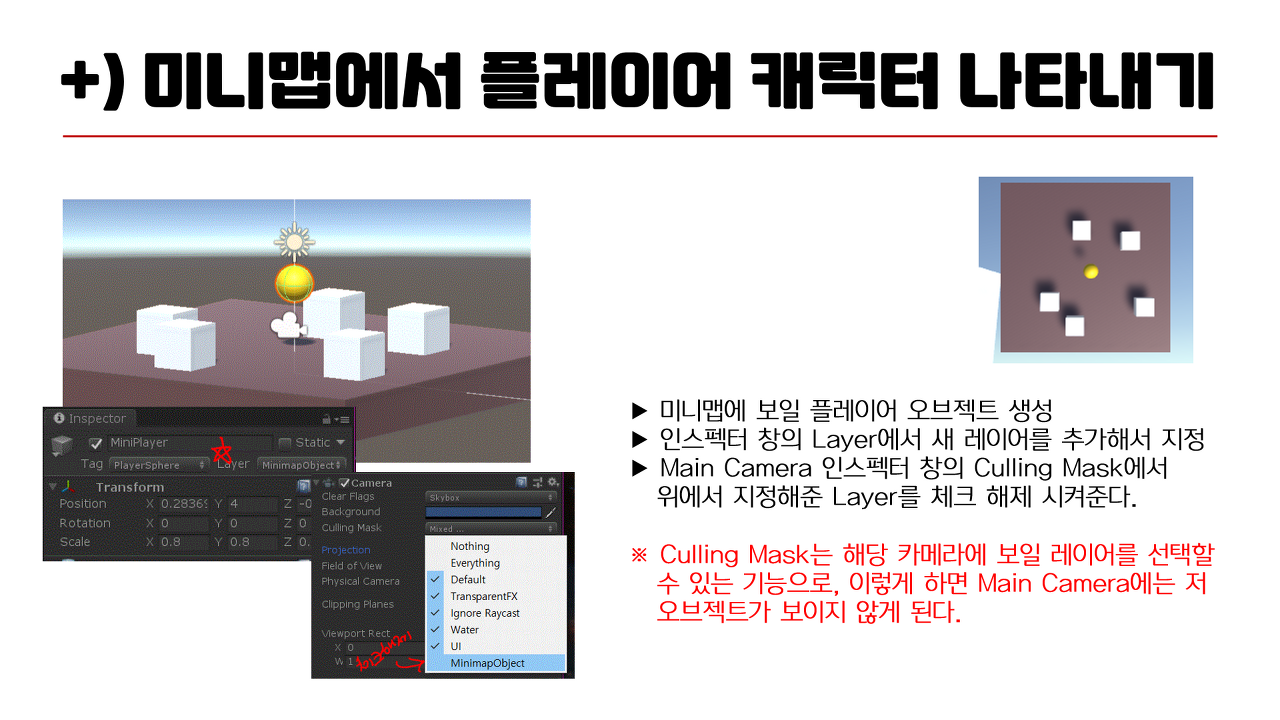 +) 미니맵에서 플레이어 캐릭터 나타내기
Inspector
MiniPlayer
Static
Tag
PlayerSphere
Layer
MinimapObject
Transform
Position X 0.2836 Y 4 Z -0
Rotation X 0 Y 0 Z 0
Scale X 0.8 Y 0.8 Z 0.
Camera
Clear Flags Skybox
Background
Culling Mask Mixed ...
Projection
Field of View
Physical Camera
Clipping Planes
Viewport Rect
X 0
W 1
체크해제
Nothing
Everything
Default
TransparentFX
Ignore Raycast
Water
UI
MinimapObject
▶ 미니맵에 보일 플레이어 오브젝트 생성
▶ 인스펙터 창의 Layer에서 새 레이어를 추가해서 지정
▶ Main Camera 인스펙터 창의 Culling Mask에서
위에서 지정해준 Layer를 체크 해제 시켜준다.
※ Culling Mask는 해당 카메라에 보일 레이어를 선택할
수 있는 기능으로, 이렇게 하면 Main Camera에는 저
오브젝트가 보이지 않게 된다.